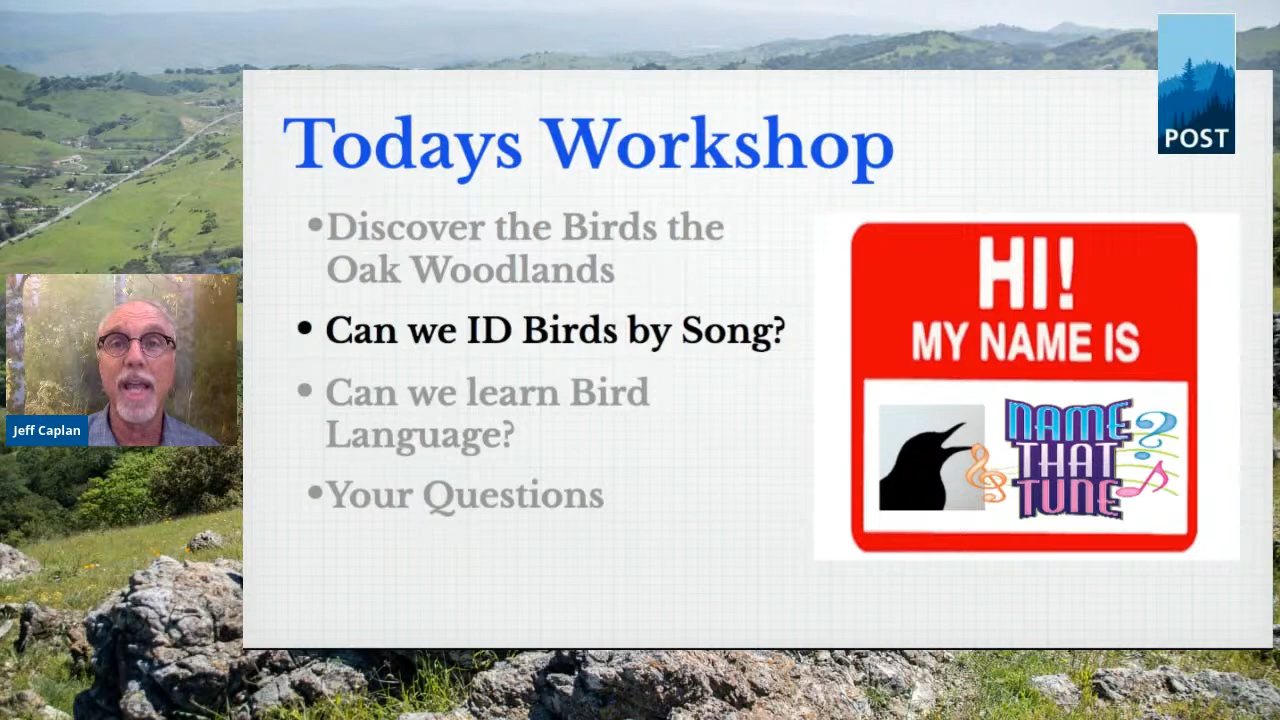 POST
Todays Workshop
•Discover the Birds the
Oak Woodlands
• Can we ID Birds by Song?
• Can we learn Bird
Language?
•Your Questions
HI!
MY NAME IS
NAME
THAT
TUNE
Jeff Caplan